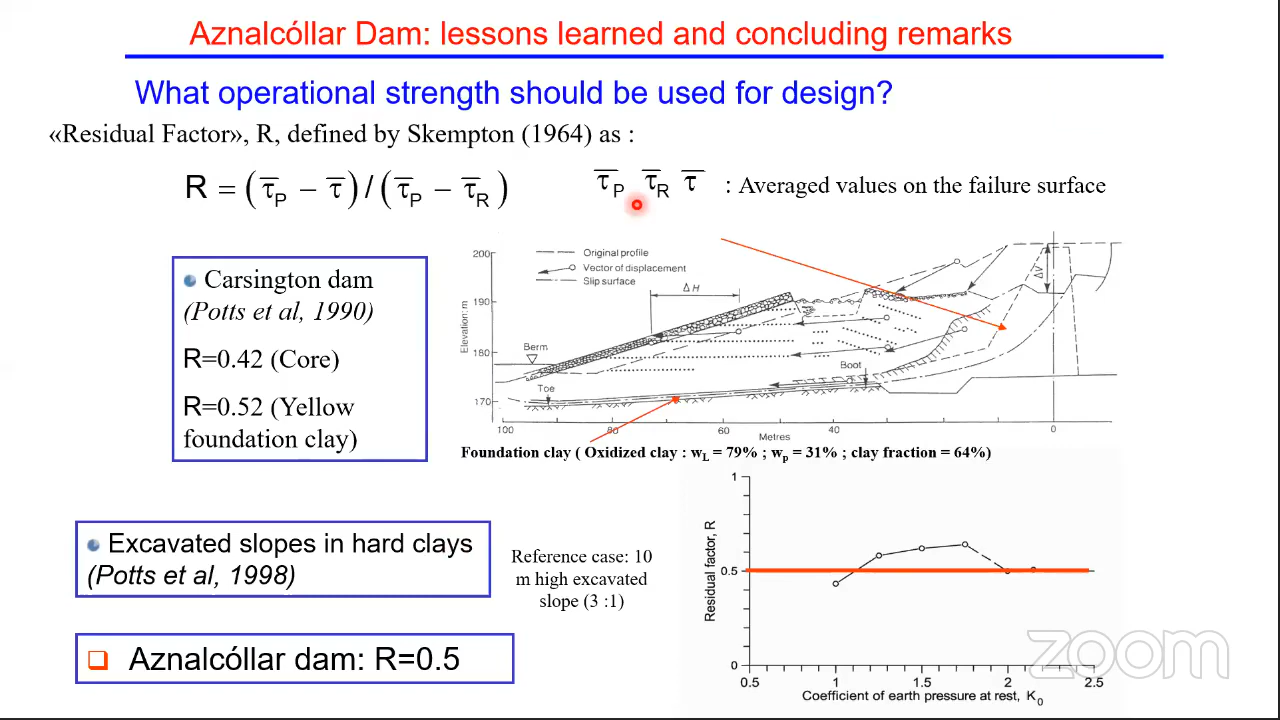 Aznalcóllar Dam: lessons learned and concluding remarks
What operational strength should be used for design?
«Residual Factor», R, defined by Skempton (1964) as :
R = (τ̅P − τ̅) / (τ̅P − τ̅R)
τ̅P τ̅R τ̅ : Averaged values on the failure surface
Carsington dam
(Potts et al, 1990)
R=0.42 (Core)
R=0.52 (Yellow
foundation clay)
Original profile
Vector of displacement
Slip surface
ΔH
ΔV
Elevation: m
200
190
180
170
Berm
Toe
Boot
100
80
60
40
20
0
Metres
Foundation clay ( Oxidized clay : wL = 79% ; wp = 31% ; clay fraction = 64%)
Excavated slopes in hard clays
(Potts et al, 1998)
Reference case: 10
m high excavated
slope (3 :1)
Aznalcóllar dam: R=0.5
Residual factor, R
1
0.5
0
0.5
1
1.5
2
2.5
Coefficient of earth pressure at rest, K0
zoom